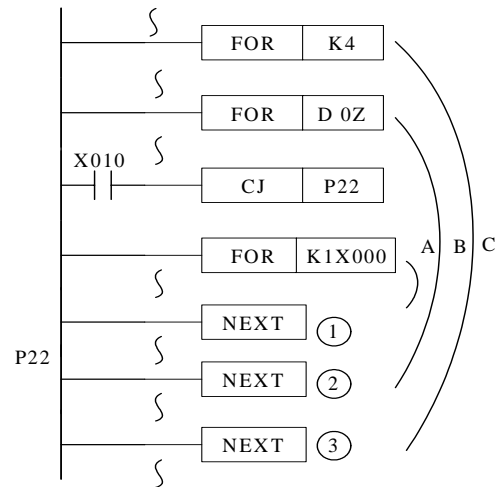 FOR K4
FOR D 0Z
X010
CJ P22
FOR K1X000 A B C
NEXT 1
P22
NEXT 2
NEXT 3